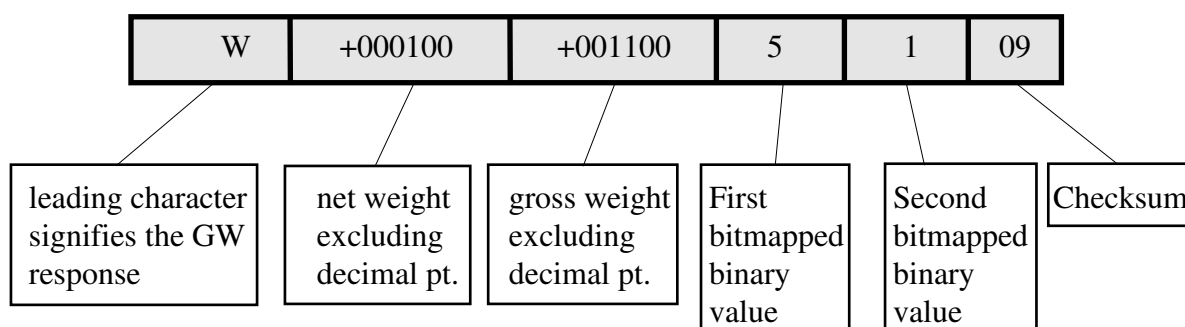 W +000100 +001100 5 1 09
leading character
signifies the GW
response
net weight
excluding
decimal pt.
gross weight
excluding
decimal pt.
First
bitmapped
binary
value
Second
bitmapped
binary
value
Checksum